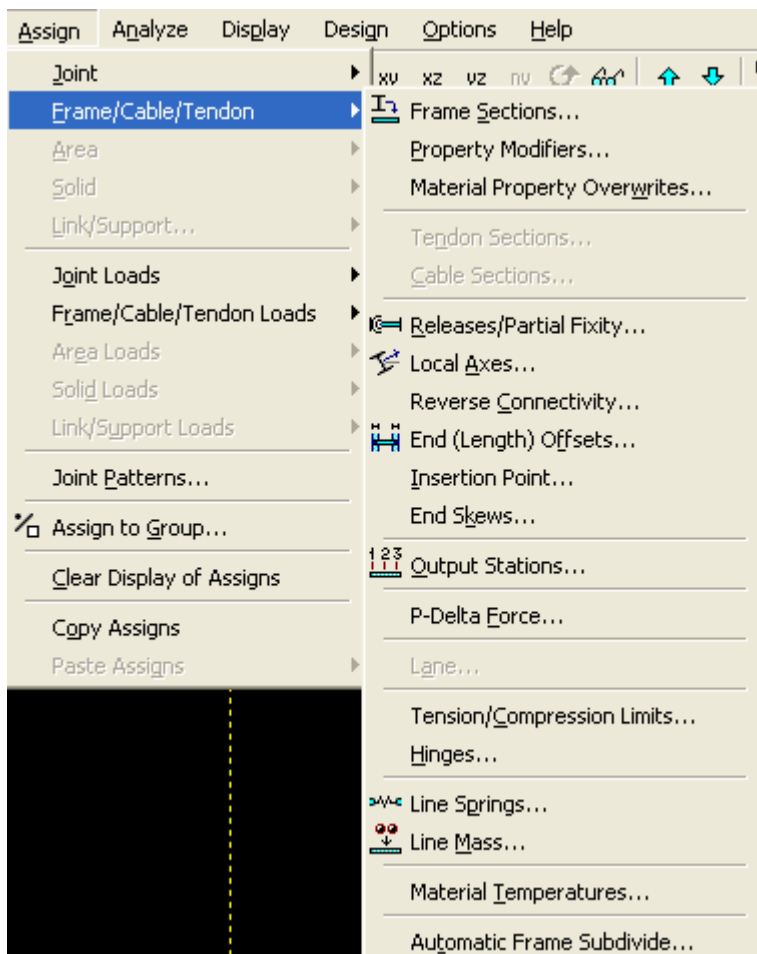 Assign Analyze Display Design Options Help
xy xz yz nv
Joint
Frame/Cable/Tendon
Area
Solid
Link/Support...
Joint Loads
Frame/Cable/Tendon Loads
Area Loads
Solid Loads
Link/Support Loads
Joint Patterns...
Assign to Group...
Clear Display of Assigns
Copy Assigns
Paste Assigns
Frame Sections...
Property Modifiers...
Material Property Overwrites...
Tendon Sections...
Cable Sections...
Releases/Partial Fixity...
Local Axes...
Reverse Connectivity...
End (Length) Offsets...
Insertion Point...
End Skews...
1 2 3
Output Stations...
P-Delta Force...
Lane...
Tension/Compression Limits...
Hinges...
Line Springs...
Line Mass...
Material Temperatures...
Automatic Frame Subdivide...